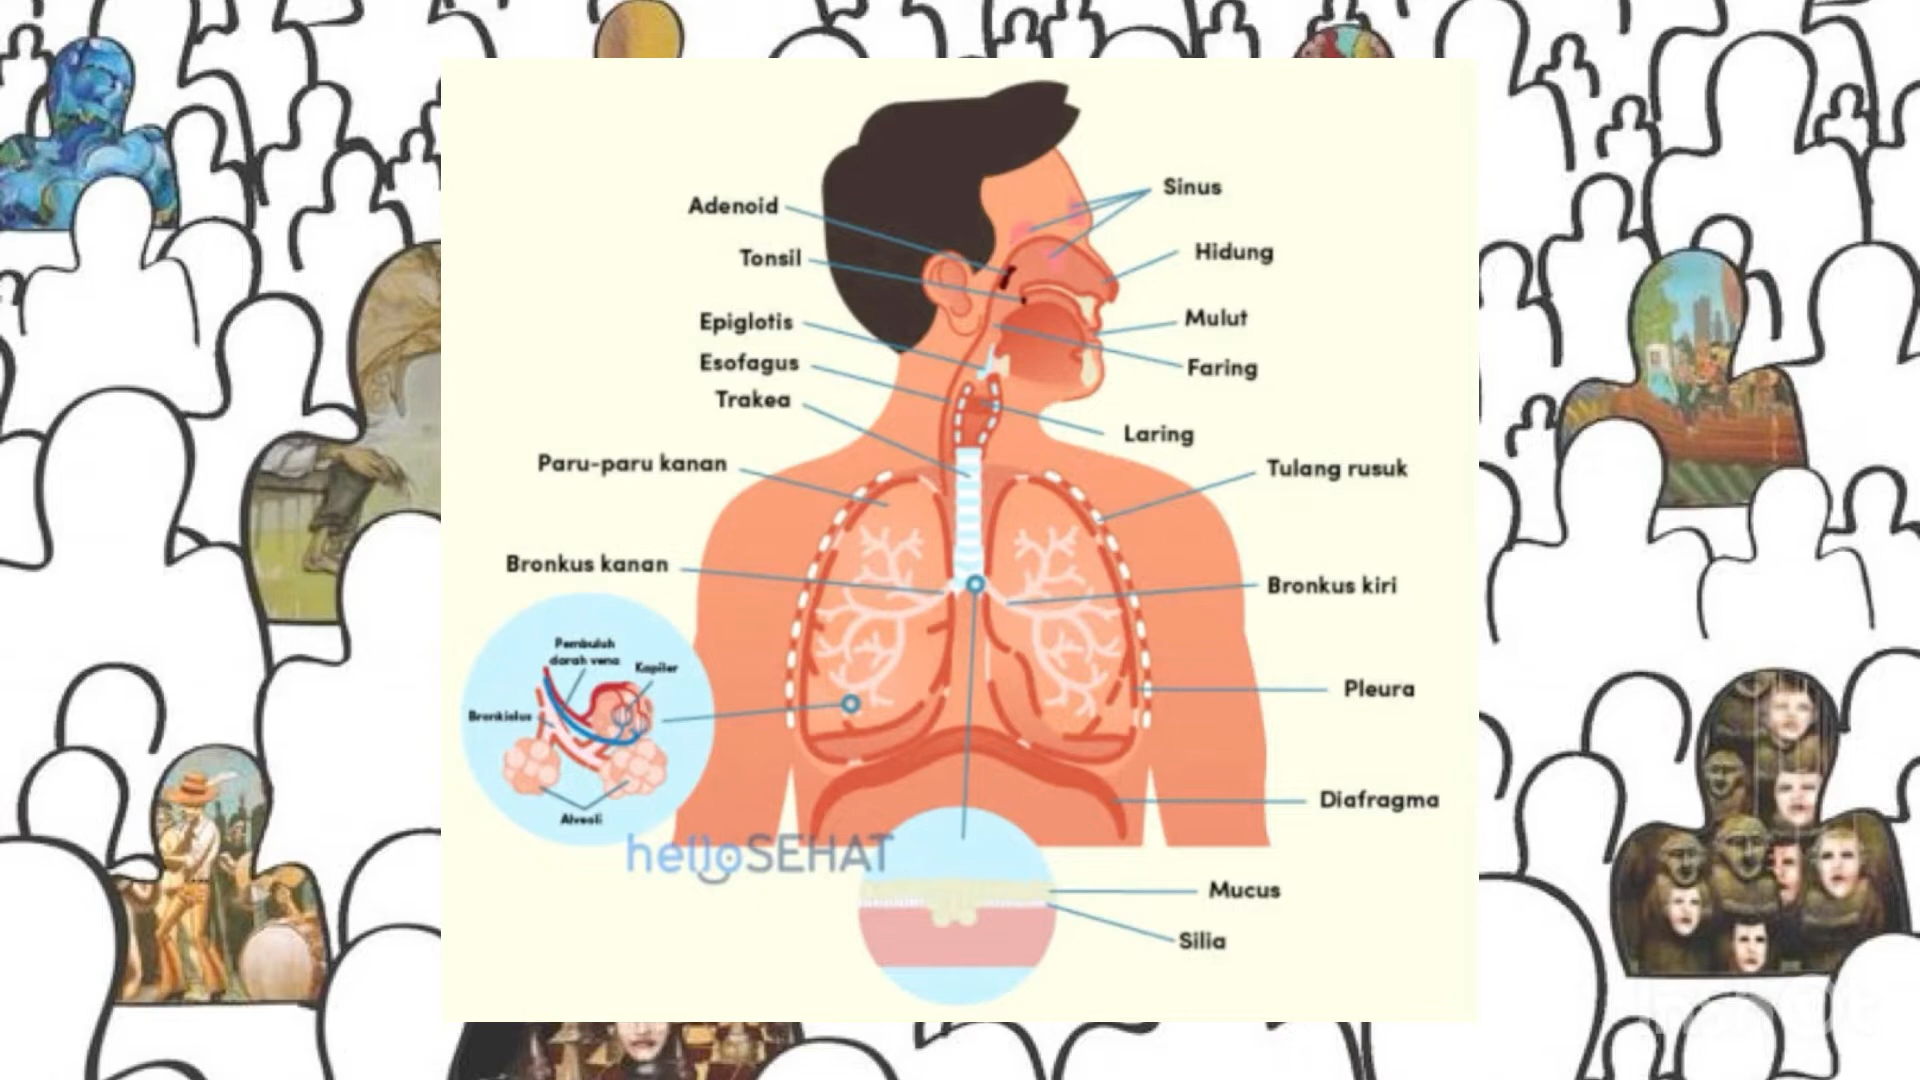 Adenoid
Tonsil
Epiglotis
Esofagus
Trakea
Paru-paru kanan
Bronkus kanan
Sinus
Hidung
Mulut
Faring
Laring
Tulang rusuk
Bronkus kiri
Pleura
Diafragma
Pembuluh
darah vena
Kapiler
Bronkiolus
Alveoli
helloSEHAT
Mucus
Silia